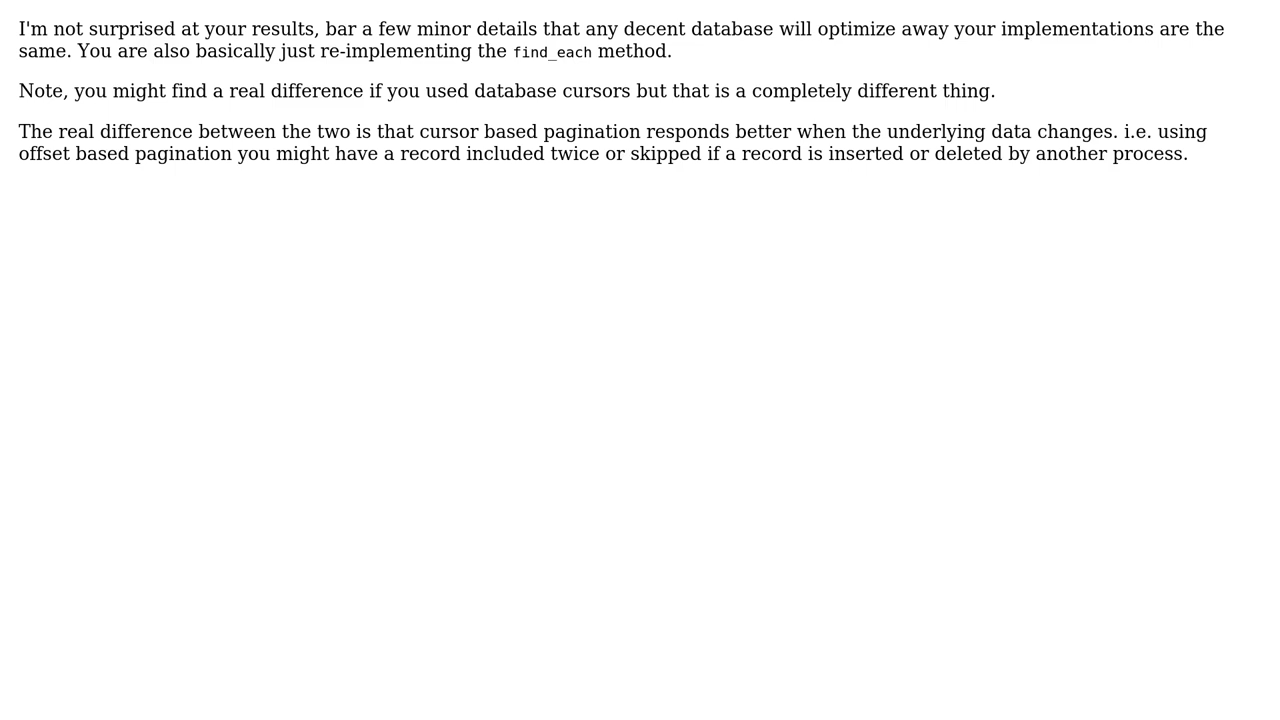 I'm not surprised at your results, bar a few minor details that any decent database will optimize away your implementations are the
same. You are also basically just re-implementing the find_each method.
Note, you might find a real difference if you used database cursors but that is a completely different thing.
The real difference between the two is that cursor based pagination responds better when the underlying data changes. i.e. using
offset based pagination you might have a record included twice or skipped if a record is inserted or deleted by another process.